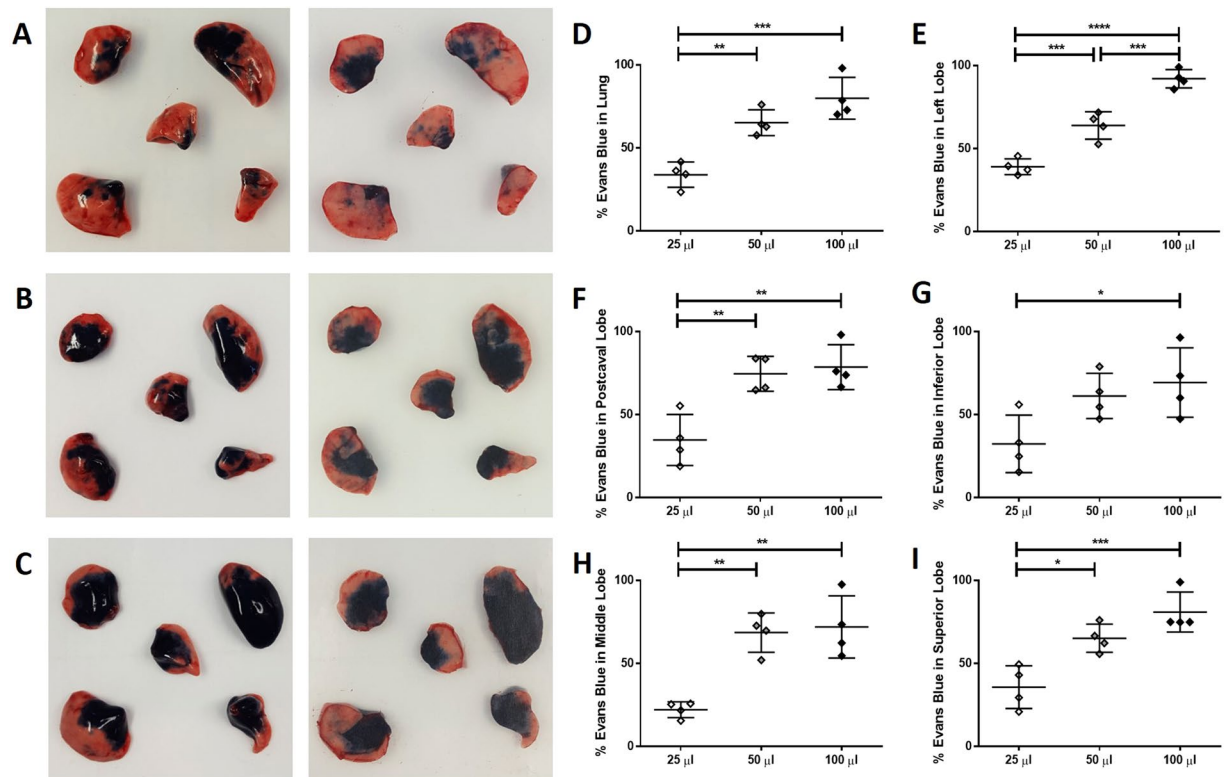 A
B
C
D
***
**
% Evans Blue in Lung
100
50
0
25 µl
50 µl
100 µl
E
****
***
***
% Evans Blue in Left Lobe
100
50
0
25 µl
50 µl
100 µl
F
**
**
% Evans Blue in Postcaval Lobe
100
50
0
25 µl
50 µl
100 µl
G
*
% Evans Blue in Inferior Lobe
100
50
0
25 µl
50 µl
100 µl
H
**
**
% Evans Blue in Middle Lobe
100
50
0
25 µl
50 µl
100 µl
I
***
*
% Evans Blue in Superior Lobe
100
50
0
25 µl
50 µl
100 µl